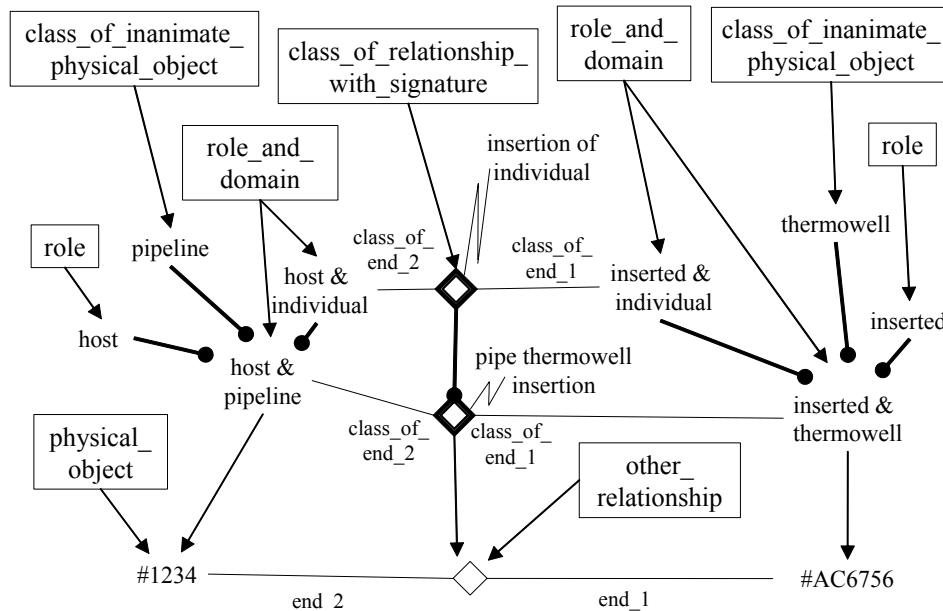 class_of_inanimate_
physical_object
class_of_relationship_
with_signature
role_and_
domain
class_of_inanimate_
physical_object
role_and_
domain
insertion of
individual
role
role
pipeline
class_of_
end_2
class_of_
end_1
thermowell
host &
individual
inserted &
individual
host
inserted
host &
pipeline
pipe thermowell
insertion
inserted &
thermowell
class_of_
end_2
class_of_
end_1
physical_
object
other_
relationship
#1234
#AC6756
end_2
end_1